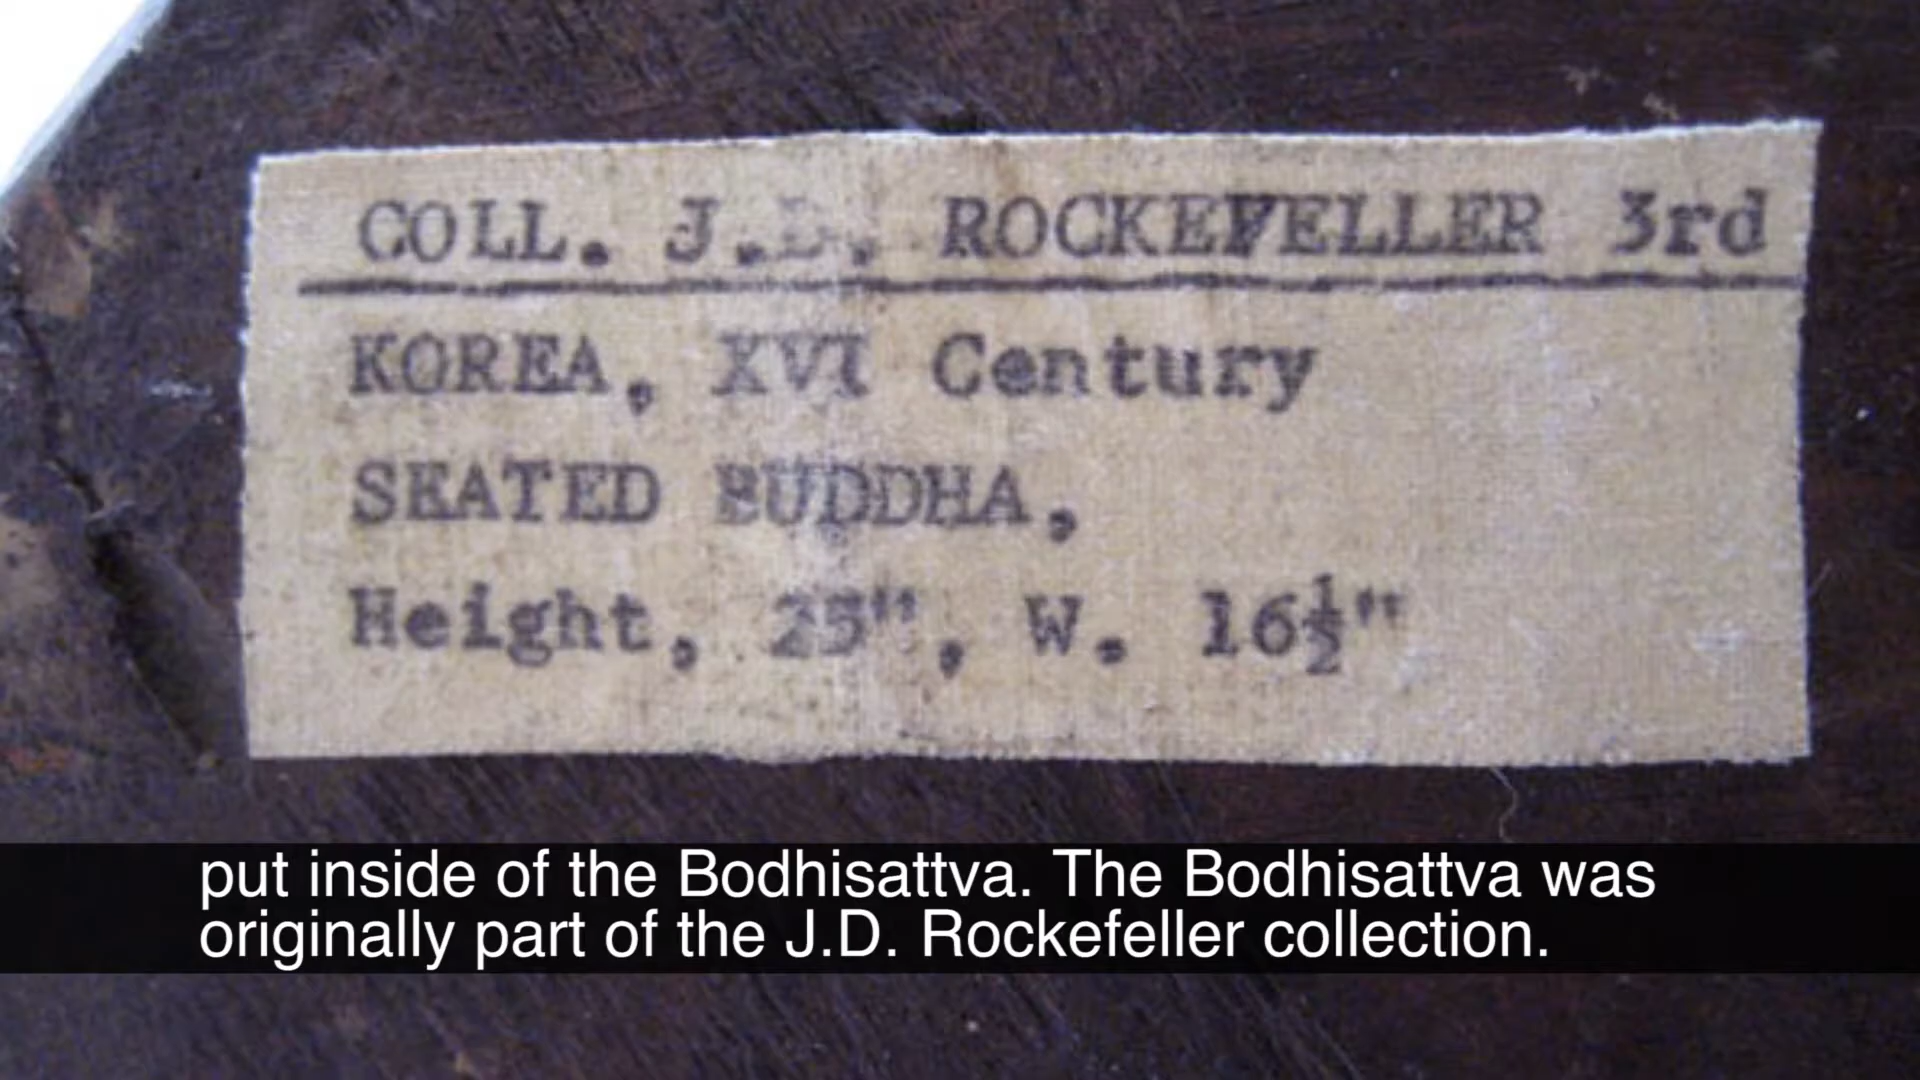 COLL. J.D. ROCKEFELLER 3rd
KOREA, XVI Century
SEATED BUDDHA,
Height, 25", W. 16½"
put inside of the Bodhisattva. The Bodhisattva was
originally part of the J.D. Rockefeller collection.